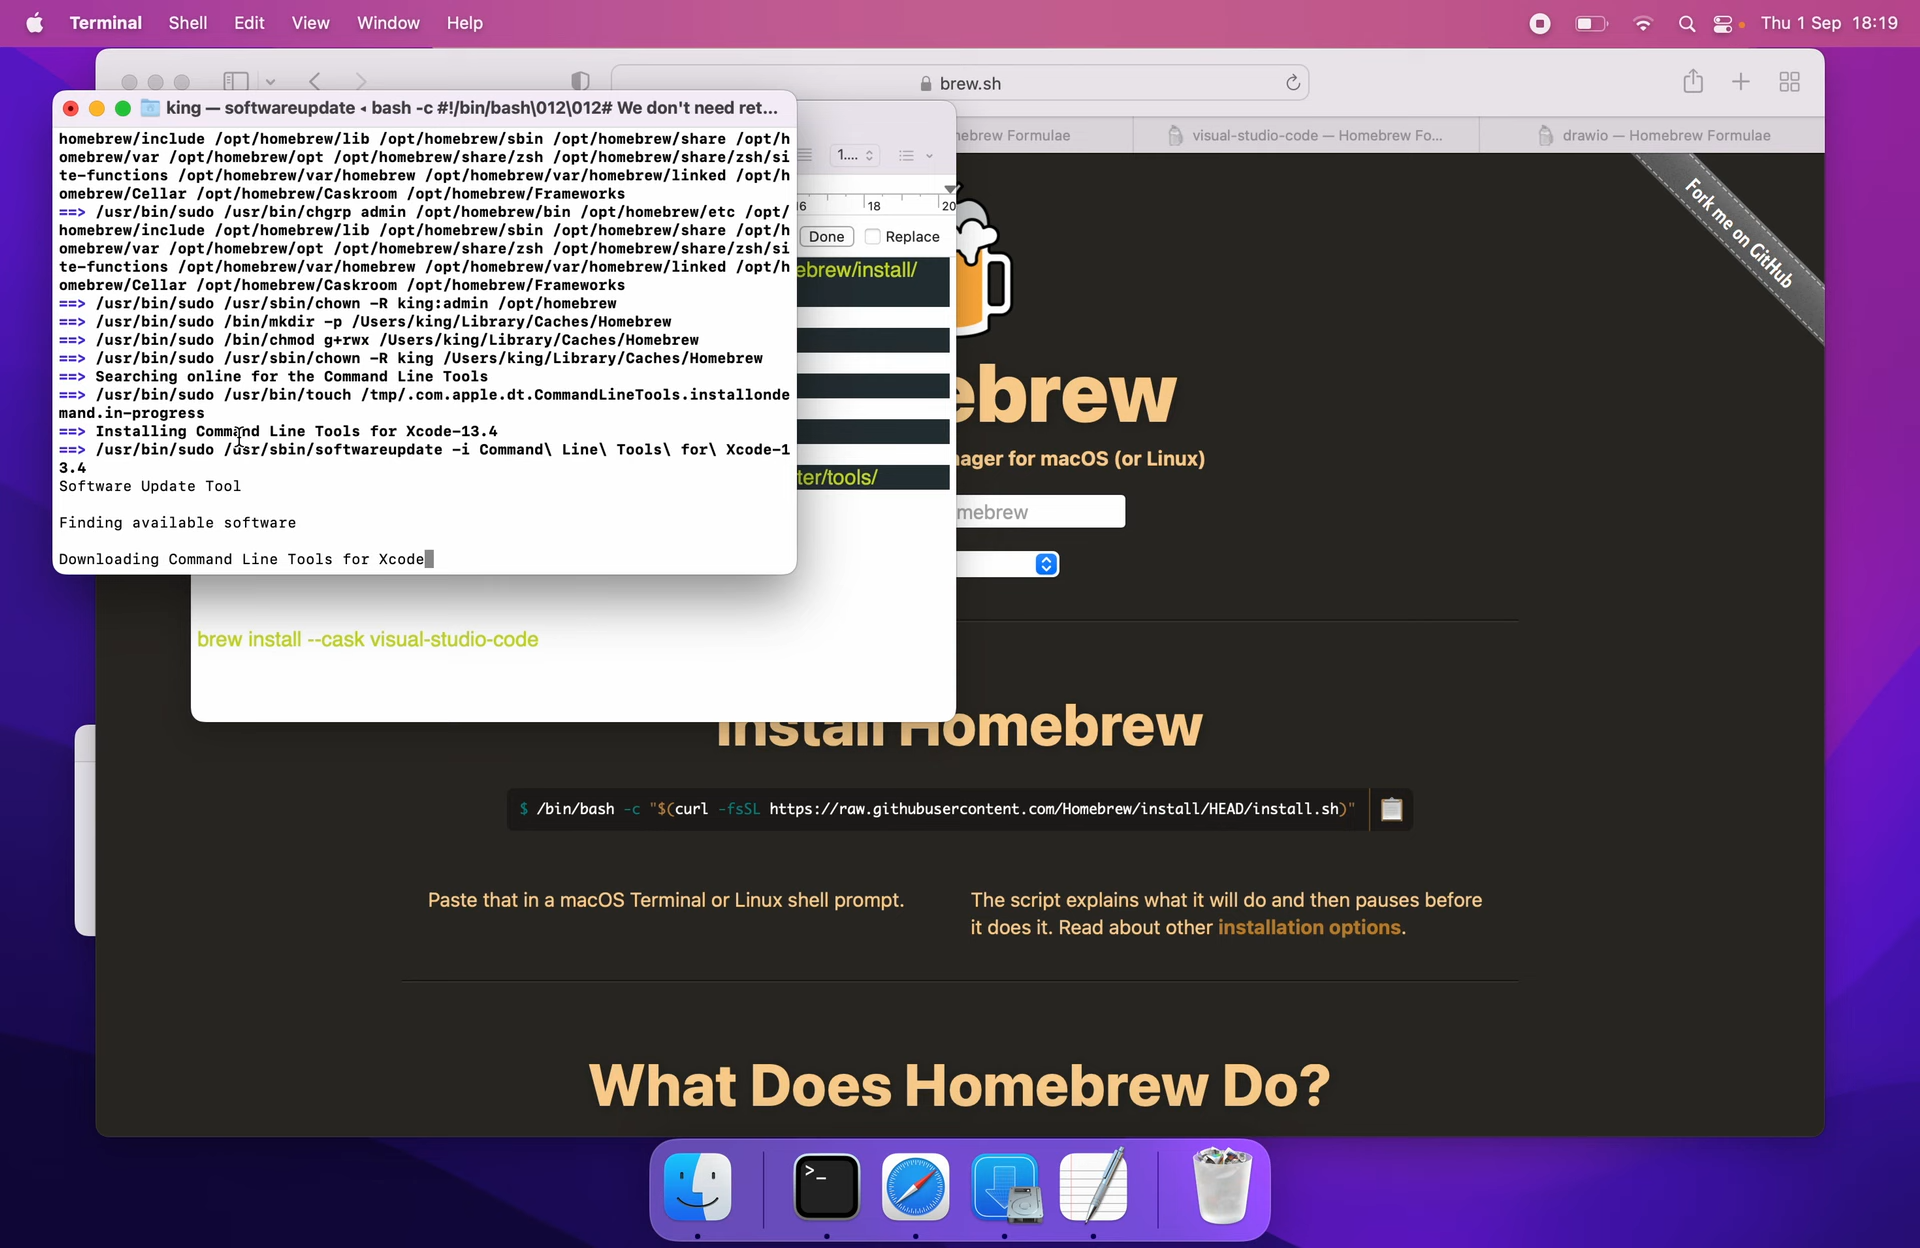 Terminal Shell Edit View Window Help
Thu 1 Sep 18:19
brew.sh
king — softwareupdate ◂ bash -c #!/bin/bash\012\012# We don't need ret...
ebrew Formulae
visual-studio-code — Homebrew Fo...
drawio — Homebrew Formulae
homebrew/include /opt/homebrew/lib /opt/homebrew/sbin /opt/homebrew/share /opt/h
omebrew/var /opt/homebrew/opt /opt/homebrew/share/zsh /opt/homebrew/share/zsh/si
te-functions /opt/homebrew/var/homebrew /opt/homebrew/var/homebrew/linked /opt/h
omebrew/Cellar /opt/homebrew/Caskroom /opt/homebrew/Frameworks
==> /usr/bin/sudo /usr/bin/chgrp admin /opt/homebrew/bin /opt/homebrew/etc /opt/
homebrew/include /opt/homebrew/lib /opt/homebrew/sbin /opt/homebrew/share /opt/h
omebrew/var /opt/homebrew/opt /opt/homebrew/share/zsh /opt/homebrew/share/zsh/si
te-functions /opt/homebrew/var/homebrew /opt/homebrew/var/homebrew/linked /opt/h
omebrew/Cellar /opt/homebrew/Caskroom /opt/homebrew/Frameworks
==> /usr/bin/sudo /usr/sbin/chown -R king:admin /opt/homebrew
==> /usr/bin/sudo /bin/mkdir -p /Users/king/Library/Caches/Homebrew
==> /usr/bin/sudo /bin/chmod g+rwx /Users/king/Library/Caches/Homebrew
==> /usr/bin/sudo /usr/sbin/chown -R king /Users/king/Library/Caches/Homebrew
==> Searching online for the Command Line Tools
==> /usr/bin/sudo /usr/bin/touch /tmp/.com.apple.dt.CommandLineTools.installonde
mand.in-progress
==> Installing Command Line Tools for Xcode-13.4
==> /usr/bin/sudo /usr/sbin/softwareupdate -i Command\ Line\ Tools\ for\ Xcode-1
3.4
Software Update Tool
Finding available software
Downloading Command Line Tools for Xcode
1....
16 18 20
Done Replace
ebrew/install/
ter/tools/
brew install --cask visual-studio-code
Fork me on GitHub
ebrew
ager for macOS (or Linux)
mebrew
Install Homebrew
$ /bin/bash -c "$(curl -fsSL https://raw.githubusercontent.com/Homebrew/install/HEAD/install.sh)"
Paste that in a macOS Terminal or Linux shell prompt.
The script explains what it will do and then pauses before
it does it. Read about other installation options.
What Does Homebrew Do?
>_